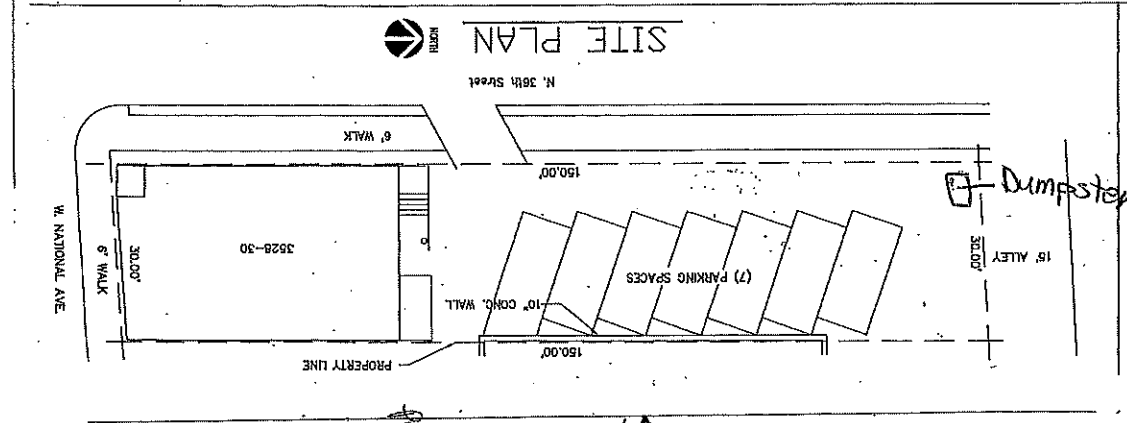 SITE PLAN
NORTH
N. 36th Street
6' WALK
150.00'
Dumpster
15' ALLEY
30.00'
(7) PARKING SPACES
10" CONC. WALL
150.00'
3528-30
30.00'
6' WALK
W. NATIONAL AVE.
PROPERTY LINE